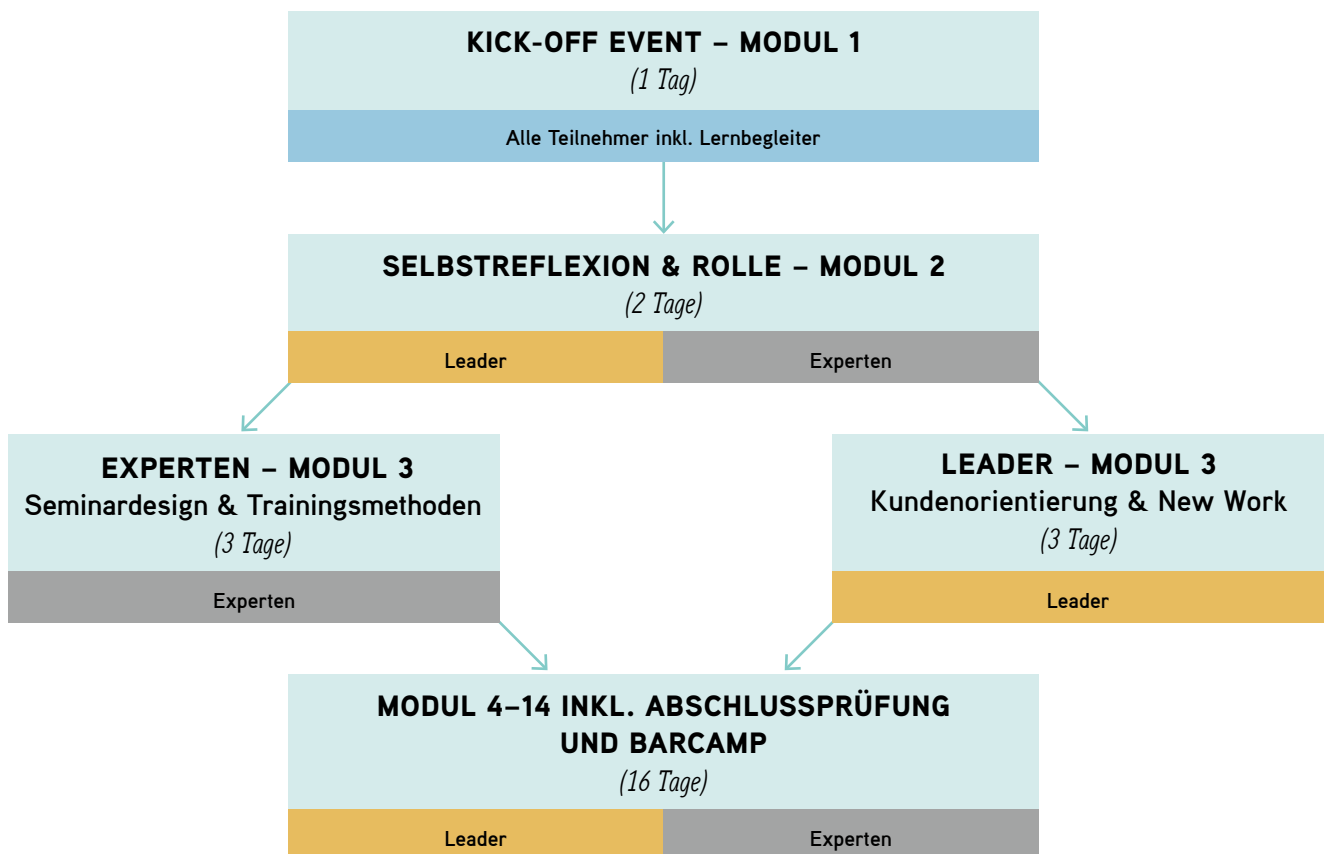 KICK-OFF EVENT – MODUL 1
(1 Tag)
Alle Teilnehmer inkl. Lernbegleiter
SELBSTREFLEXION & ROLLE – MODUL 2
(2 Tage)
Leader
Experten
EXPERTEN – MODUL 3
Seminardesign & Trainingsmethoden
(3 Tage)
Experten
LEADER – MODUL 3
Kundenorientierung & New Work
(3 Tage)
Leader
MODUL 4–14 INKL. ABSCHLUSSPRÜFUNG
UND BARCAMP
(16 Tage)
Leader
Experten